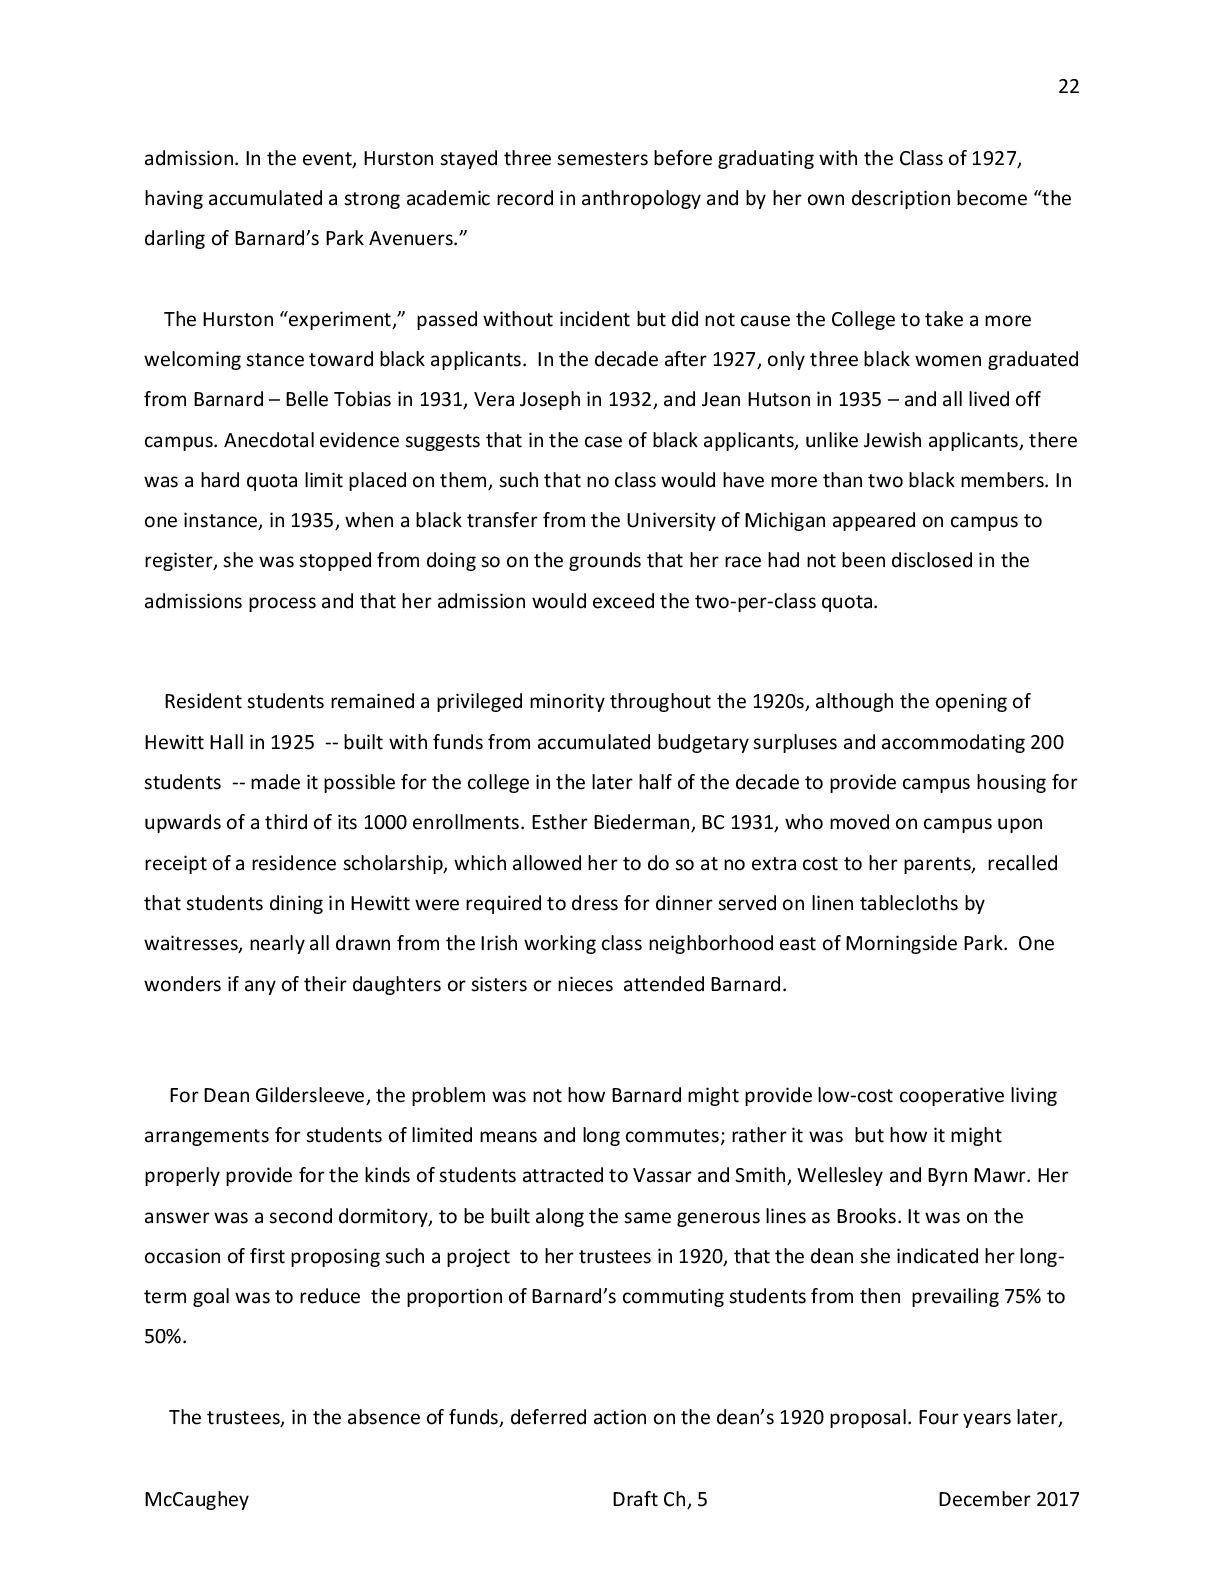 22
admission. In the event, Hurston stayed three semesters before graduating with the Class of 1927,
having accumulated a strong academic record in anthropology and by her own description become “the
darling of Barnard’s Park Avenuers.”
The Hurston “experiment,”  passed without incident but did not cause the College to take a more
welcoming stance toward black applicants.  In the decade after 1927, only three black women graduated
from Barnard – Belle Tobias in 1931, Vera Joseph in 1932, and Jean Hutson in 1935 – and all lived off
campus. Anecdotal evidence suggests that in the case of black applicants, unlike Jewish applicants, there
was a hard quota limit placed on them, such that no class would have more than two black members. In
one instance, in 1935, when a black transfer from the University of Michigan appeared on campus to
register, she was stopped from doing so on the grounds that her race had not been disclosed in the
admissions process and that her admission would exceed the two-per-class quota.
Resident students remained a privileged minority throughout the 1920s, although the opening of
Hewitt Hall in 1925  -- built with funds from accumulated budgetary surpluses and accommodating 200
students  -- made it possible for the college in the later half of the decade to provide campus housing for
upwards of a third of its 1000 enrollments. Esther Biederman, BC 1931, who moved on campus upon
receipt of a residence scholarship, which allowed her to do so at no extra cost to her parents,  recalled
that students dining in Hewitt were required to dress for dinner served on linen tablecloths by
waitresses, nearly all drawn from the Irish working class neighborhood east of Morningside Park.  One
wonders if any of their daughters or sisters or nieces  attended Barnard.
For Dean Gildersleeve, the problem was not how Barnard might provide low-cost cooperative living
arrangements for students of limited means and long commutes; rather it was  but how it might
properly provide for the kinds of students attracted to Vassar and Smith, Wellesley and Byrn Mawr. Her
answer was a second dormitory, to be built along the same generous lines as Brooks. It was on the
occasion of first proposing such a project  to her trustees in 1920, that the dean she indicated her long-
term goal was to reduce  the proportion of Barnard’s commuting students from then  prevailing 75% to
50%.
The trustees, in the absence of funds, deferred action on the dean’s 1920 proposal. Four years later,
McCaughey Draft Ch, 5 December 2017